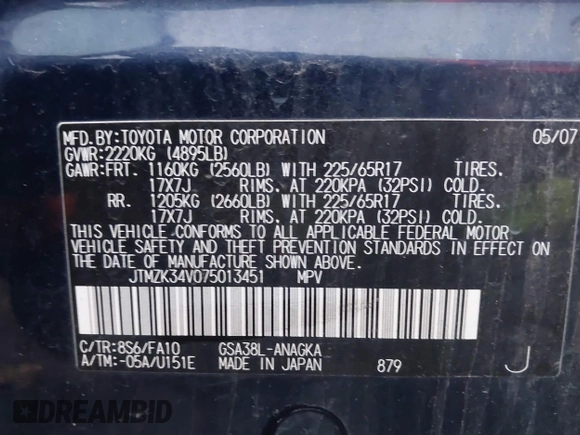 MFD.BY:TOYOTA MOTOR CORPORATION 05/07
GVWR:2220KG (4895LB)
GAWR:FRT. 1160KG (2560LB) WITH 225/65R17 TIRES.
17X7J RIMS. AT 220KPA (32PSI) COLD.
RR. 1205KG (2660LB) WITH 225/65R17 TIRES.
17X7J RIMS. AT 220KPA (32PSI) COLD.
THIS VEHICLE CONFORMS TO ALL APPLICABLE FEDERAL MOTOR
VEHICLE SAFETY AND THEFT PREVENTION STANDARDS IN EFFECT ON
THE DATE OF MANUFACTURE SHOWN ABOVE.
JTMZK34V075013451 MPV
C/TR:8S6/FA10 GSA38L-ANAGKA
A/TM:-05A/U151E MADE IN JAPAN 879 J
DREAMBID